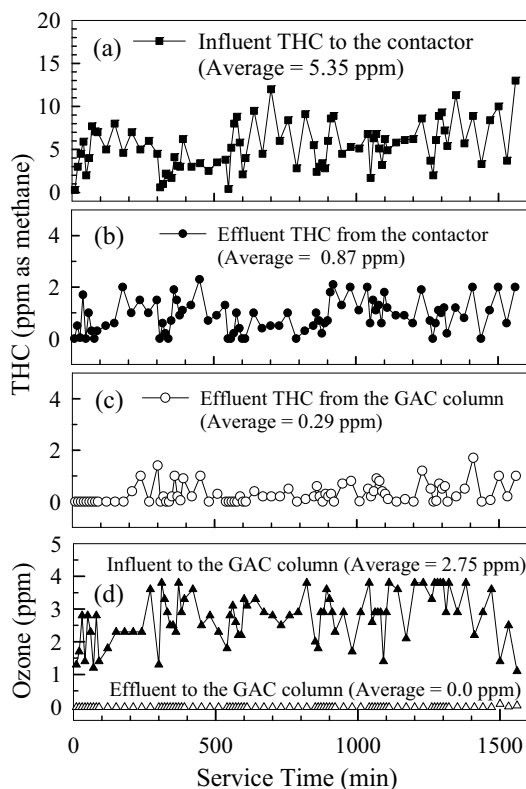 20
(a)
Influent THC to the contactor
(Average = 5.35 ppm)
15
10
5
0
(b)
Effluent THC from the contactor
(Average = 0.87 ppm)
4
2
0
THC (ppm as methane)
(c)
Effluent THC from the GAC column
(Average = 0.29 ppm)
4
2
0
5
Influent to the GAC column (Average = 2.75 ppm)
4
(d)
3
2
1
Effluent to the GAC column (Average = 0.0 ppm)
0
Ozone (ppm)
0 500 1000 1500
Service Time (min)